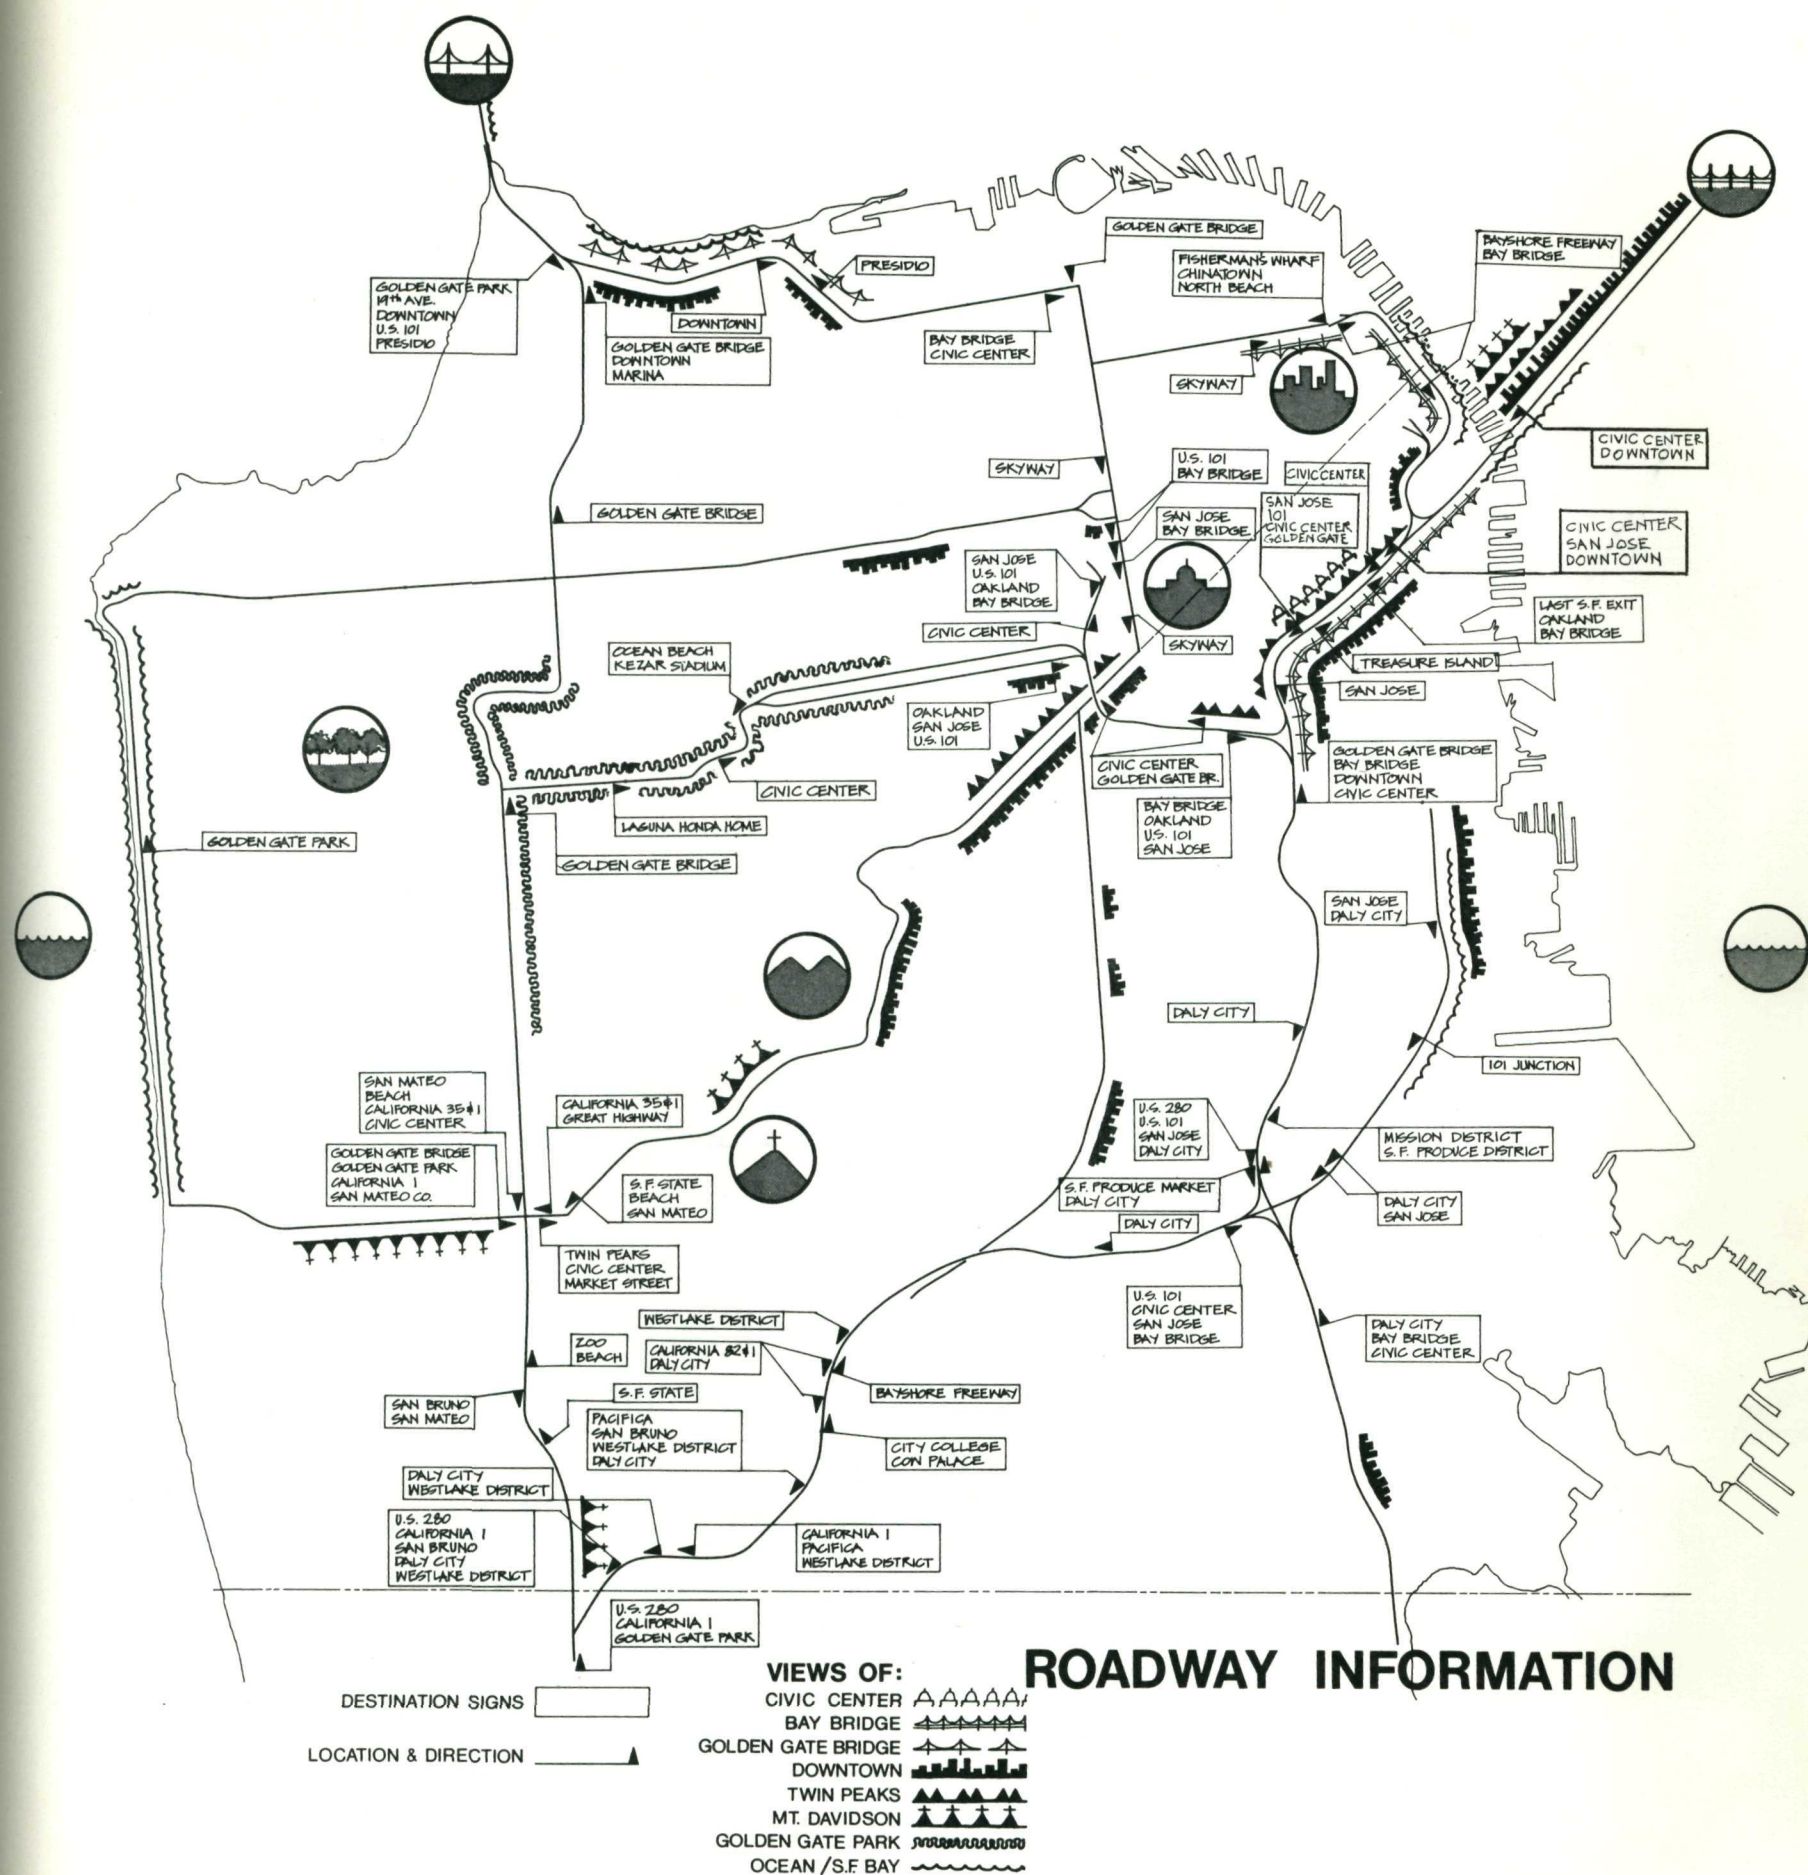 GOLDEN GATE BRIDGE
FISHERMAN'S WHARF
CHINATOWN
NORTH BEACH
BAYSHORE FREEWAY
BAY BRIDGE
PRESIDIO
GOLDEN GATE PARK
19th AVE.
DOWNTOWN
U.S. 101
PRESIDIO
DOWNTOWN
GOLDEN GATE BRIDGE
DOWNTOWN
MARINA
BAY BRIDGE
CIVIC CENTER
SKYWAY
CIVIC CENTER
DOWNTOWN
SKYWAY
U.S. 101
BAY BRIDGE
CIVIC CENTER
GOLDEN GATE BRIDGE
SAN JOSE
BAY BRIDGE
SAN JOSE
101
CIVIC CENTER
GOLDEN GATE
CIVIC CENTER
SAN JOSE
DOWNTOWN
SAN JOSE
U.S. 101
OAKLAND
BAY BRIDGE
LAST S.F. EXIT
OAKLAND
BAY BRIDGE
CIVIC CENTER
SKYWAY
OCEAN BEACH
KEZAR STADIUM
TREASURE ISLAND
SAN JOSE
OAKLAND
SAN JOSE
U.S. 101
CIVIC CENTER
GOLDEN GATE BR.
GOLDEN GATE BRIDGE
BAY BRIDGE
DOWNTOWN
CIVIC CENTER
CIVIC CENTER
BAY BRIDGE
OAKLAND
U.S. 101
SAN JOSE
LAGUNA HONDA HOME
GOLDEN GATE PARK
GOLDEN GATE BRIDGE
SAN JOSE
DALY CITY
DALY CITY
101 JUNCTION
SAN MATEO
BEACH
CALIFORNIA 35 & 1
CIVIC CENTER
CALIFORNIA 35 & 1
GREAT HIGHWAY
U.S. 280
U.S. 101
SAN JOSE
DALY CITY
MISSION DISTRICT
S.F. PRODUCE DISTRICT
GOLDEN GATE BRIDGE
GOLDEN GATE PARK
CALIFORNIA 1
SAN MATEO CO.
S.F. STATE
BEACH
SAN MATEO
S.F. PRODUCE MARKET
DALY CITY
DALY CITY
SAN JOSE
DALY CITY
TWIN PEAKS
CIVIC CENTER
MARKET STREET
U.S. 101
CIVIC CENTER
SAN JOSE
BAY BRIDGE
WESTLAKE DISTRICT
DALY CITY
BAY BRIDGE
CIVIC CENTER
ZOO
BEACH
CALIFORNIA 82 & 1
DALY CITY
S.F. STATE
BAYSHORE FREEWAY
SAN BRUNO
SAN MATEO
PACIFICA
SAN BRUNO
WESTLAKE DISTRICT
DALY CITY
CITY COLLEGE
COW PALACE
DALY CITY
WESTLAKE DISTRICT
U.S. 280
CALIFORNIA 1
SAN BRUNO
DALY CITY
WESTLAKE DISTRICT
CALIFORNIA 1
PACIFICA
WESTLAKE DISTRICT
U.S. 280
CALIFORNIA 1
GOLDEN GATE PARK
ROADWAY INFORMATION
DESTINATION SIGNS
LOCATION & DIRECTION
VIEWS OF:
CIVIC CENTER
BAY BRIDGE
GOLDEN GATE BRIDGE
DOWNTOWN
TWIN PEAKS
MT. DAVIDSON
GOLDEN GATE PARK
OCEAN / S.F. BAY